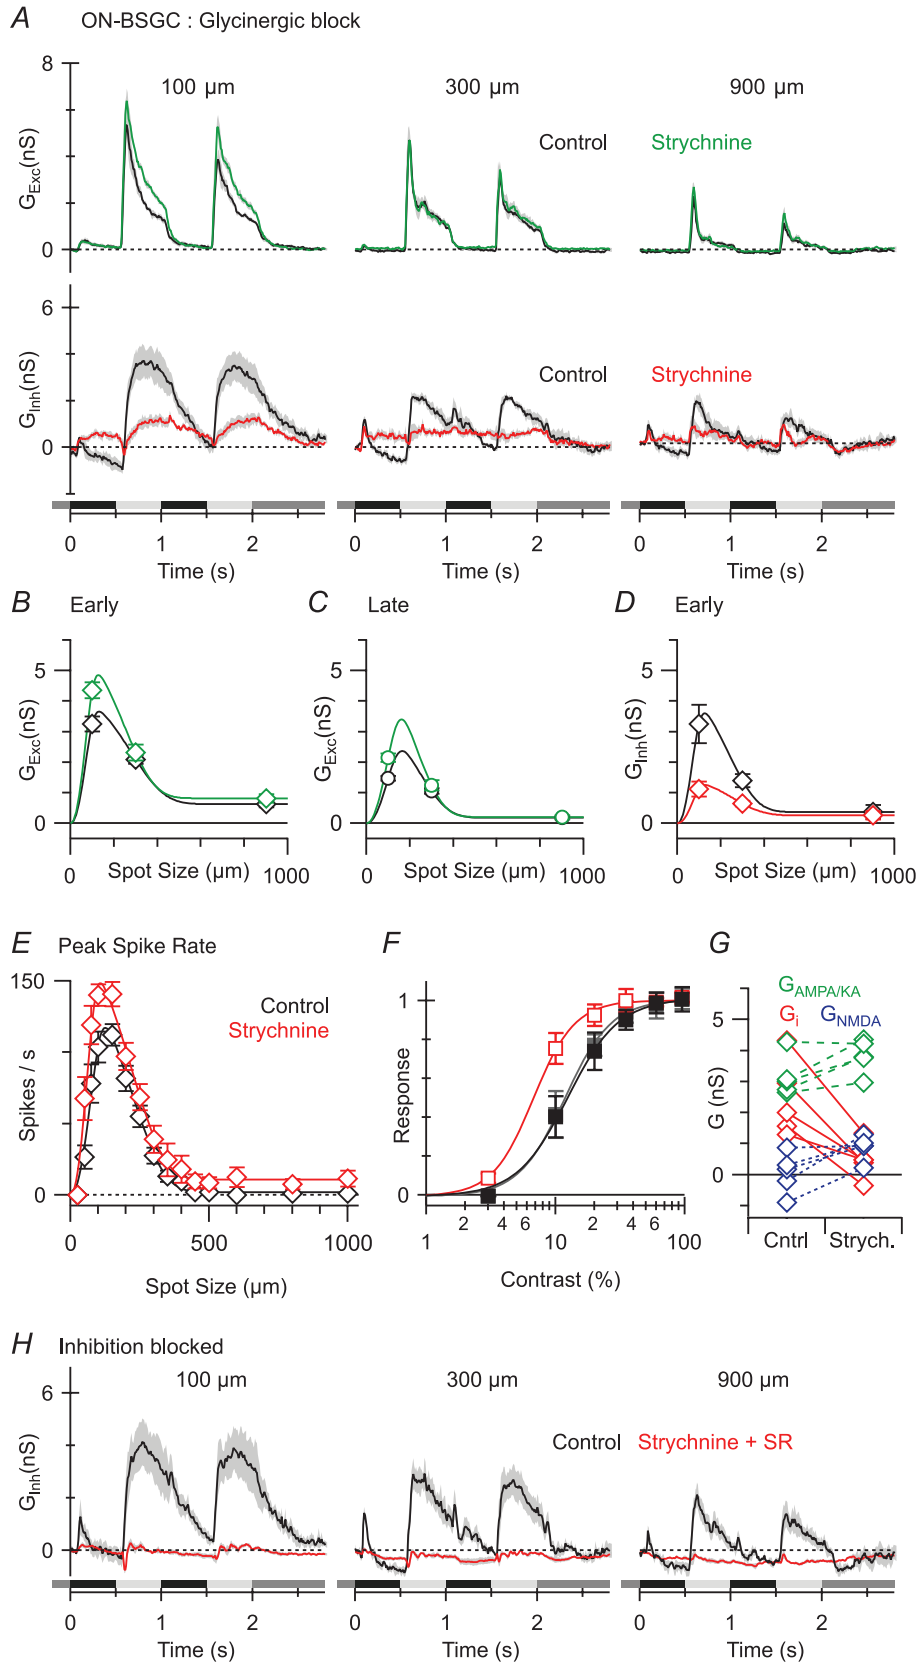 A ON-BSGC : Glycinergic block
8
100 µm 300 µm 900 µm
Control Strychnine
G_Exc(nS)
0
6
Control Strychnine
G_Inh(nS)
0
0 1 2 0 1 2 0 1 2
Time (s) Time (s) Time (s)
B Early C Late D Early
5 5 5
G_Exc(nS) G_Exc(nS) G_Inh(nS)
0 0 0
0 Spot Size (µm) 1000 0 Spot Size (µm) 1000 0 Spot Size (µm) 1000
E Peak Spike Rate F G
150
Control
Strychnine
Spikes / s
0
0 500 1000
Spot Size (µm)
1
Response
0
2 4 6 2 4 6
1 10 100
Contrast (%)
G_AMPA/KA
G_i G_NMDA
5
G (nS)
0
Cntrl Strych.
H Inhibition blocked
100 µm 300 µm 900 µm
6
Control Strychnine + SR
G_Inh(nS)
0
0 1 2 0 1 2 0 1 2
Time (s) Time (s) Time (s)